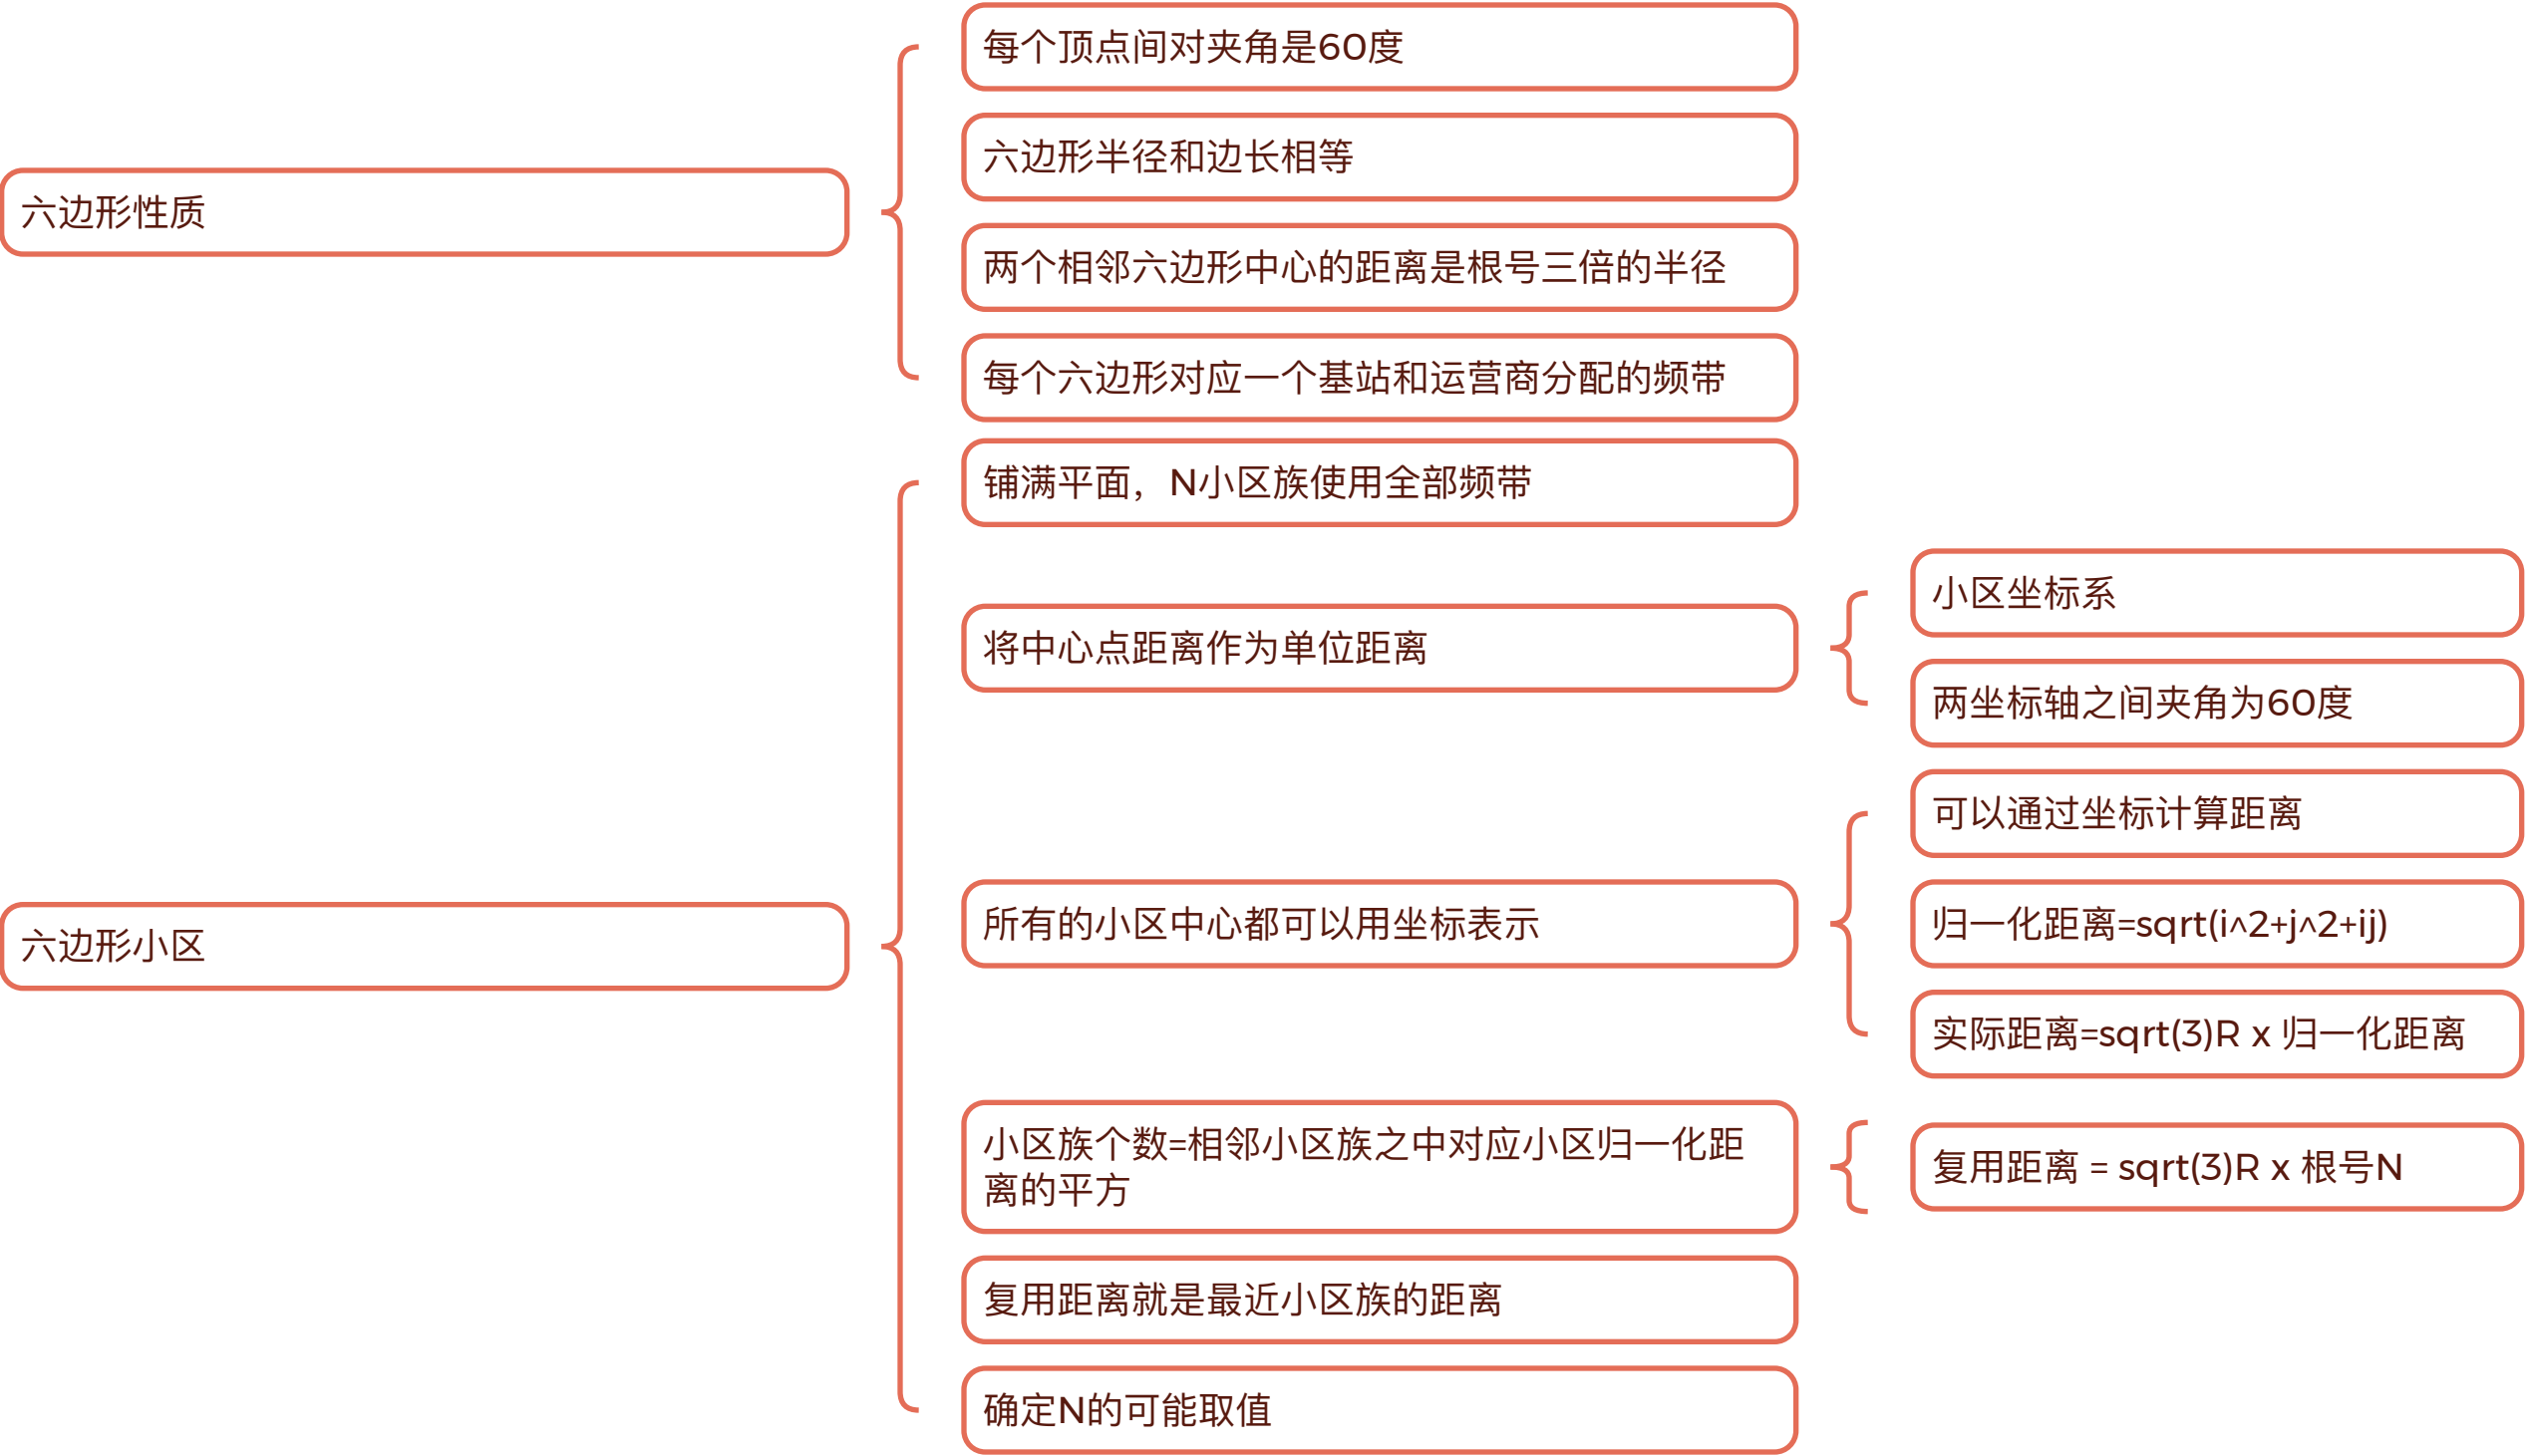 六边形性质
每个顶点间对夹角是60度
六边形半径和边长相等
两个相邻六边形中心的距离是根号三倍的半径
每个六边形对应一个基站和运营商分配的频带
六边形小区
铺满平面，N小区族使用全部频带
将中心点距离作为单位距离
小区坐标系
两坐标轴之间夹角为60度
所有的小区中心都可以用坐标表示
可以通过坐标计算距离
归一化距离=sqrt(i^2+j^2+ij)
实际距离=sqrt(3)R x 归一化距离
小区族个数=相邻小区族之中对应小区归一化距
离的平方
复用距离 = sqrt(3)R x 根号N
复用距离就是最近小区族的距离
确定N的可能取值